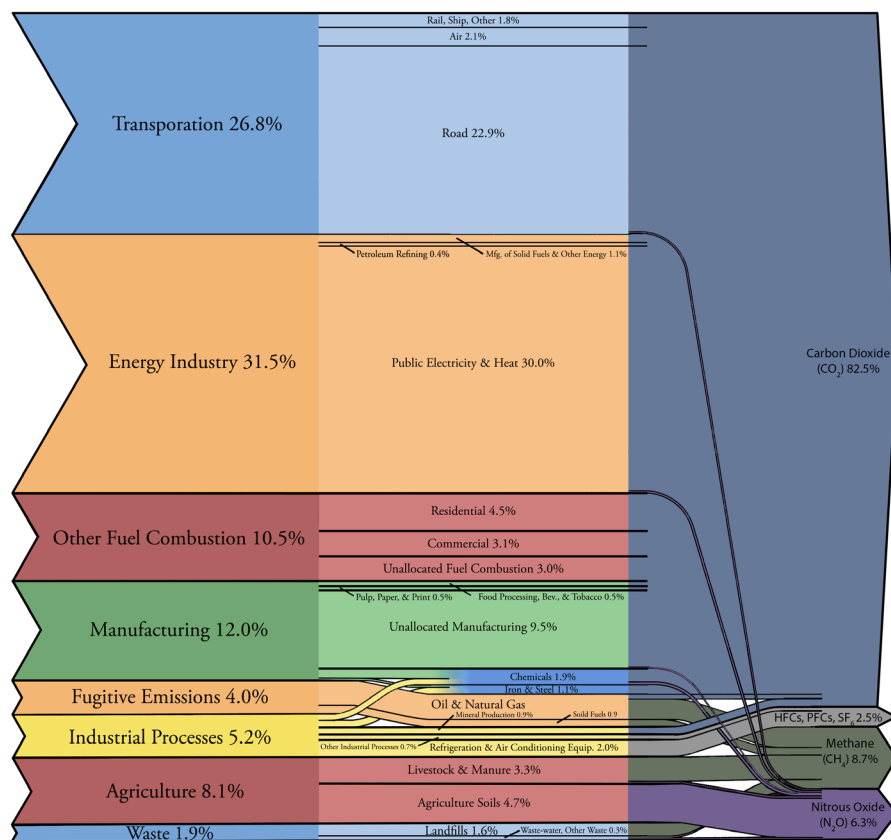 Rail, Ship, Other 1.8%
Air 2.1%
Transporation 26.8%
Road 22.9%
Petroleum Refining 0.4%
Mfg. of Solid Fuels & Other Energy 1.1%
Energy Industry 31.5%
Public Electricity & Heat 30.0%
Carbon Dioxide
(CO₂) 82.5%
Other Fuel Combustion 10.5%
Residential 4.5%
Commercial 3.1%
Unallocated Fuel Combustion 3.0%
Pulp, Paper, & Print 0.5%
Food Processing, Bev., & Tobacco 0.5%
Manufacturing 12.0%
Unallocated Manufacturing 9.5%
Chemicals 1.9%
Iron & Steel 1.1%
Fugitive Emissions 4.0%
Oil & Natural Gas
Mineral Production 0.9%
Soild Fuels 0.9
HFCs, PFCs, SF₆ 2.5%
Industrial Processes 5.2%
Other Industrial Processes 0.7%
Refrigeration & Air Conditioning Equip. 2.0%
Methane
(CH₄) 8.7%
Livestock & Manure 3.3%
Agriculture 8.1%
Agriculture Soils 4.7%
Nitrous Oxide
(N₂O) 6.3%
Waste 1.9%
Landfills 1.6%
Waste-water, Other Waste 0.3%